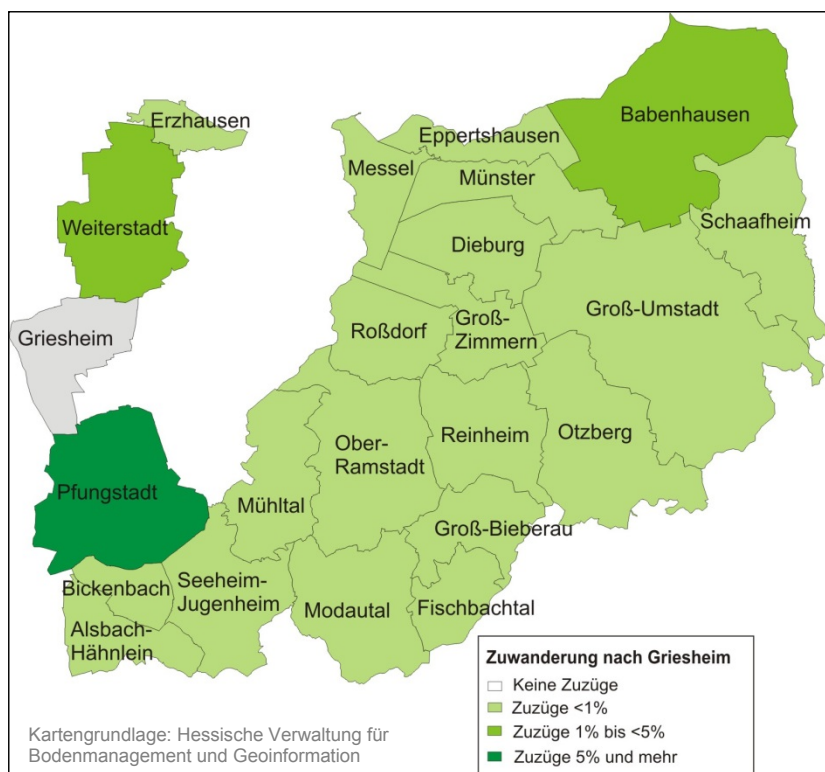 Erzhausen
Eppertshausen
Babenhausen
Messel
Münster
Weiterstadt
Schaafheim
Dieburg
Griesheim
Roßdorf
Groß-
Zimmern
Groß-Umstadt
Ober-
Ramstadt
Reinheim
Otzberg
Pfungstadt
Mühltal
Groß-Bieberau
Bickenbach
Seeheim-
Jugenheim
Modautal
Fischbachtal
Alsbach-
Hähnlein
Zuwanderung nach Griesheim
Keine Zuzüge
Zuzüge <1%
Zuzüge 1% bis <5%
Zuzüge 5% und mehr
Kartengrundlage: Hessische Verwaltung für
Bodenmanagement und Geoinformation